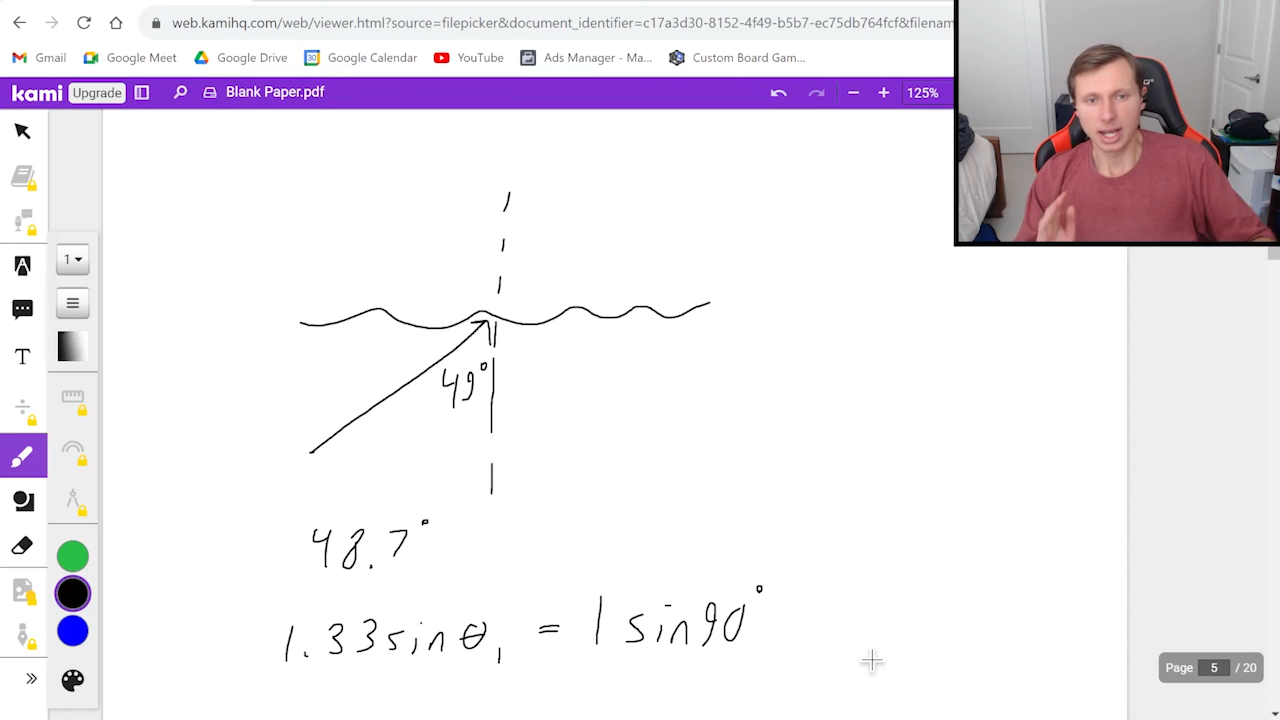 web.kamihq.com/web/viewer.html?source=filepicker&document_identifier=c17a3d30-8152-4f49-b5b7-ec75db764fcf&filenam
Gmail Google Meet Google Drive Google Calendar YouTube Ads Manager - Ma... Custom Board Gam...
kami Upgrade Blank Paper.pdf 125%
1
T
49°
48.7°
1.33sinθ₁ = 1 sin90°
Page 5 / 20